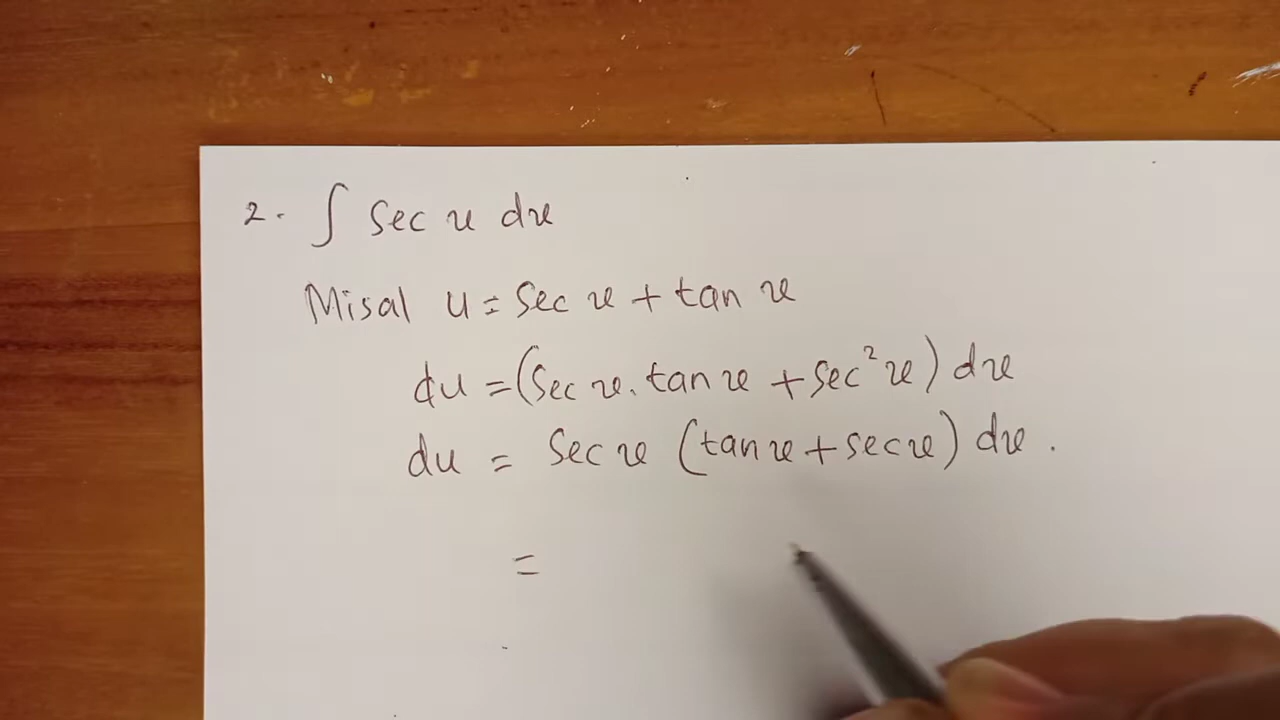 2. ∫ sec x dx
Misal u = sec x + tan x
du = (sec x . tan x + sec² x) dx
du = sec x (tan x + sec x) dx .
=